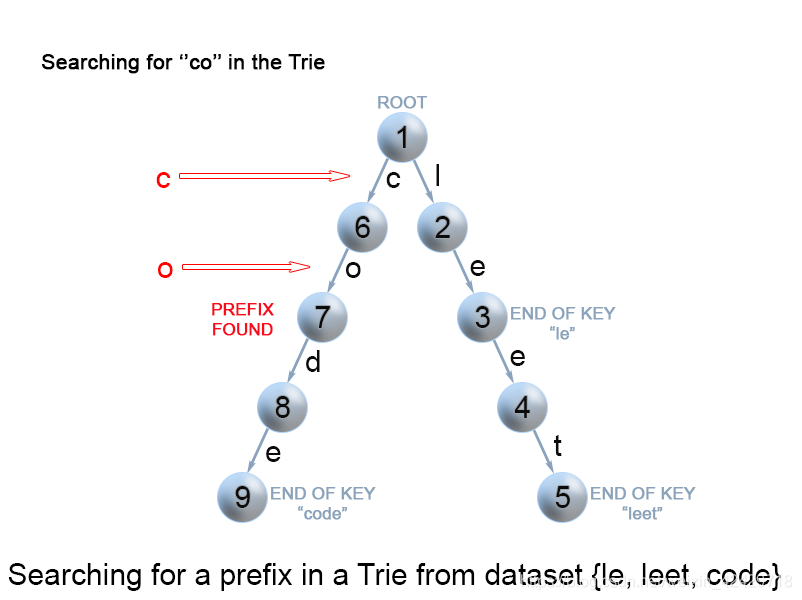 Searching for ‘’co’’ in the Trie
ROOT
1
c
c
l
6
2
o
o
e
PREFIX
FOUND
7
3
END OF KEY
“le”
d
e
8
4
e
t
9
END OF KEY
“code”
5
END OF KEY
“leet”
Searching for a prefix in a Trie from dataset {le, leet, code}